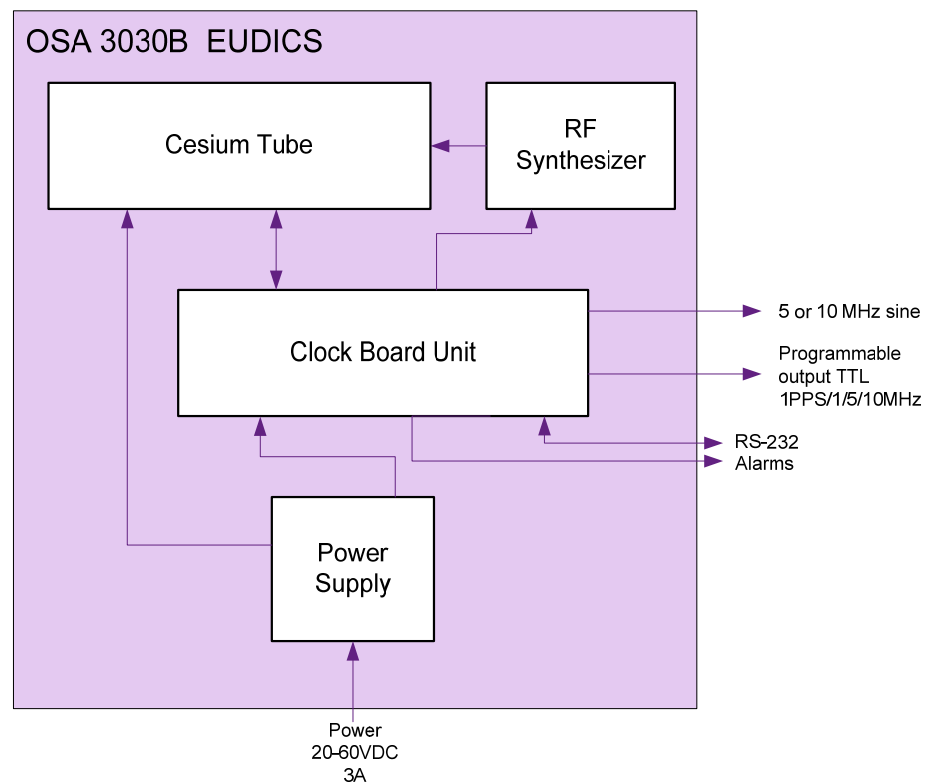 OSA 3030B EUDICS
Cesium Tube
RF
Synthesizer
Clock Board Unit
5 or 10 MHz sine
Programmable
output TTL
1PPS/1/5/10MHz
RS-232
Alarms
Power
Supply
Power
20-60VDC
3A